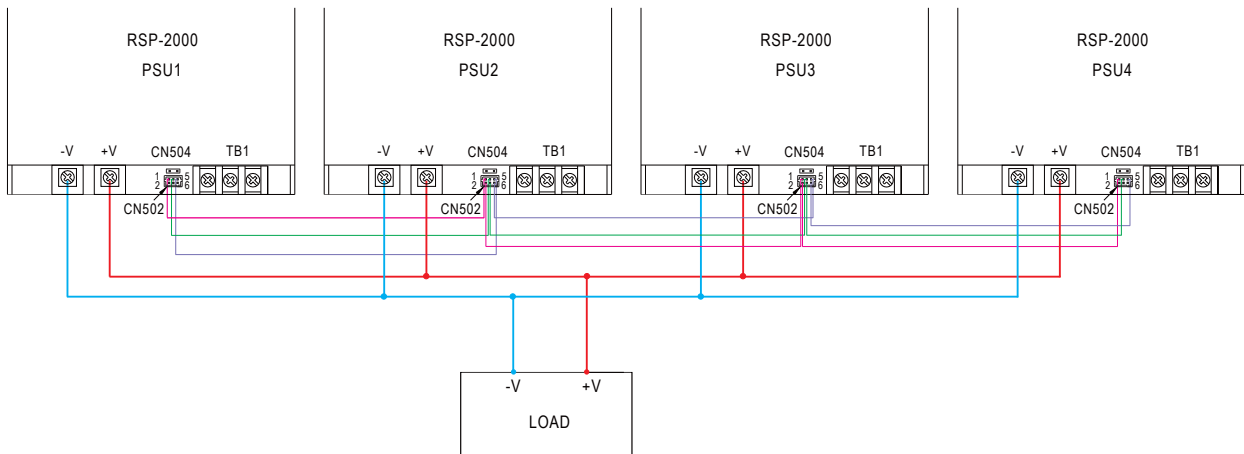 RSP-2000 RSP-2000 RSP-2000 RSP-2000
PSU1 PSU2 PSU3 PSU4
-V +V CN504 TB1 -V +V CN504 TB1 -V +V CN504 TB1 -V +V CN504 TB1
1 5 1 5 1 5 1 5
2 6 2 6 2 6 2 6
CN502 CN502 CN502 CN502
-V +V
LOAD